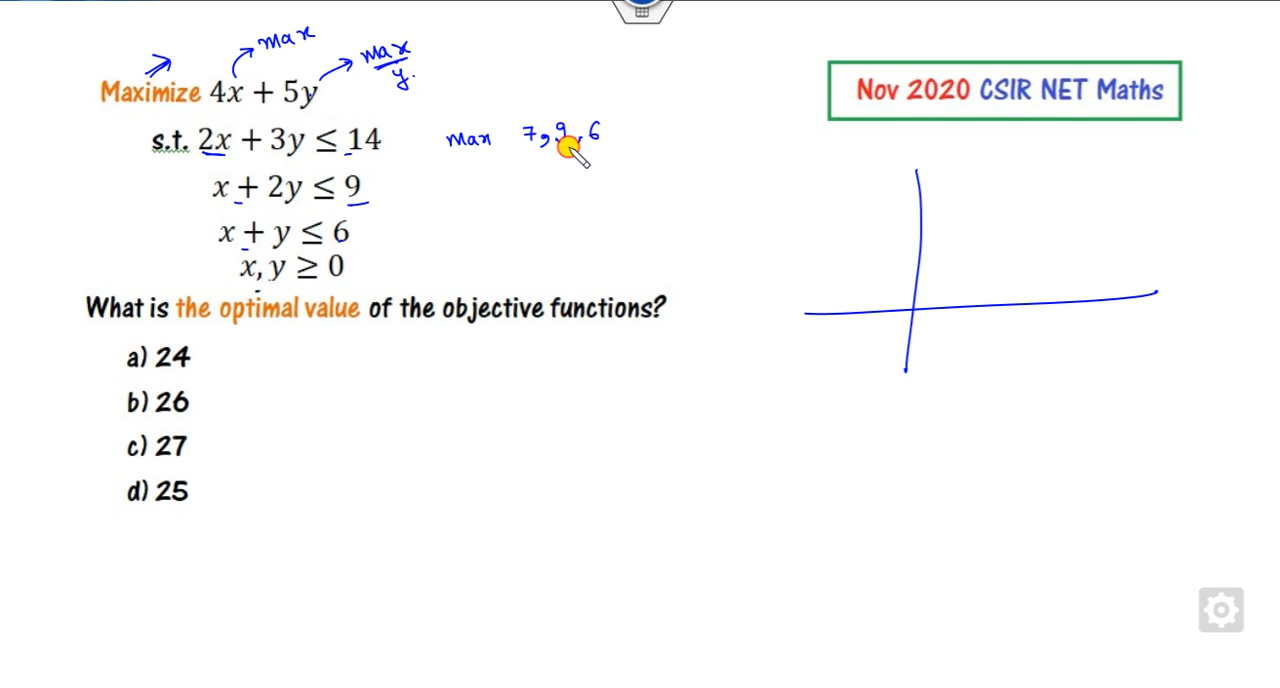 max
max
y.
Maximize 4x + 5y
Nov 2020 CSIR NET Maths
s.t. 2x + 3y ≤ 14
max 7, 9, 6
x + 2y ≤ 9
x + y ≤ 6
x, y ≥ 0
What is the optimal value of the objective functions?
a) 24
b) 26
c) 27
d) 25